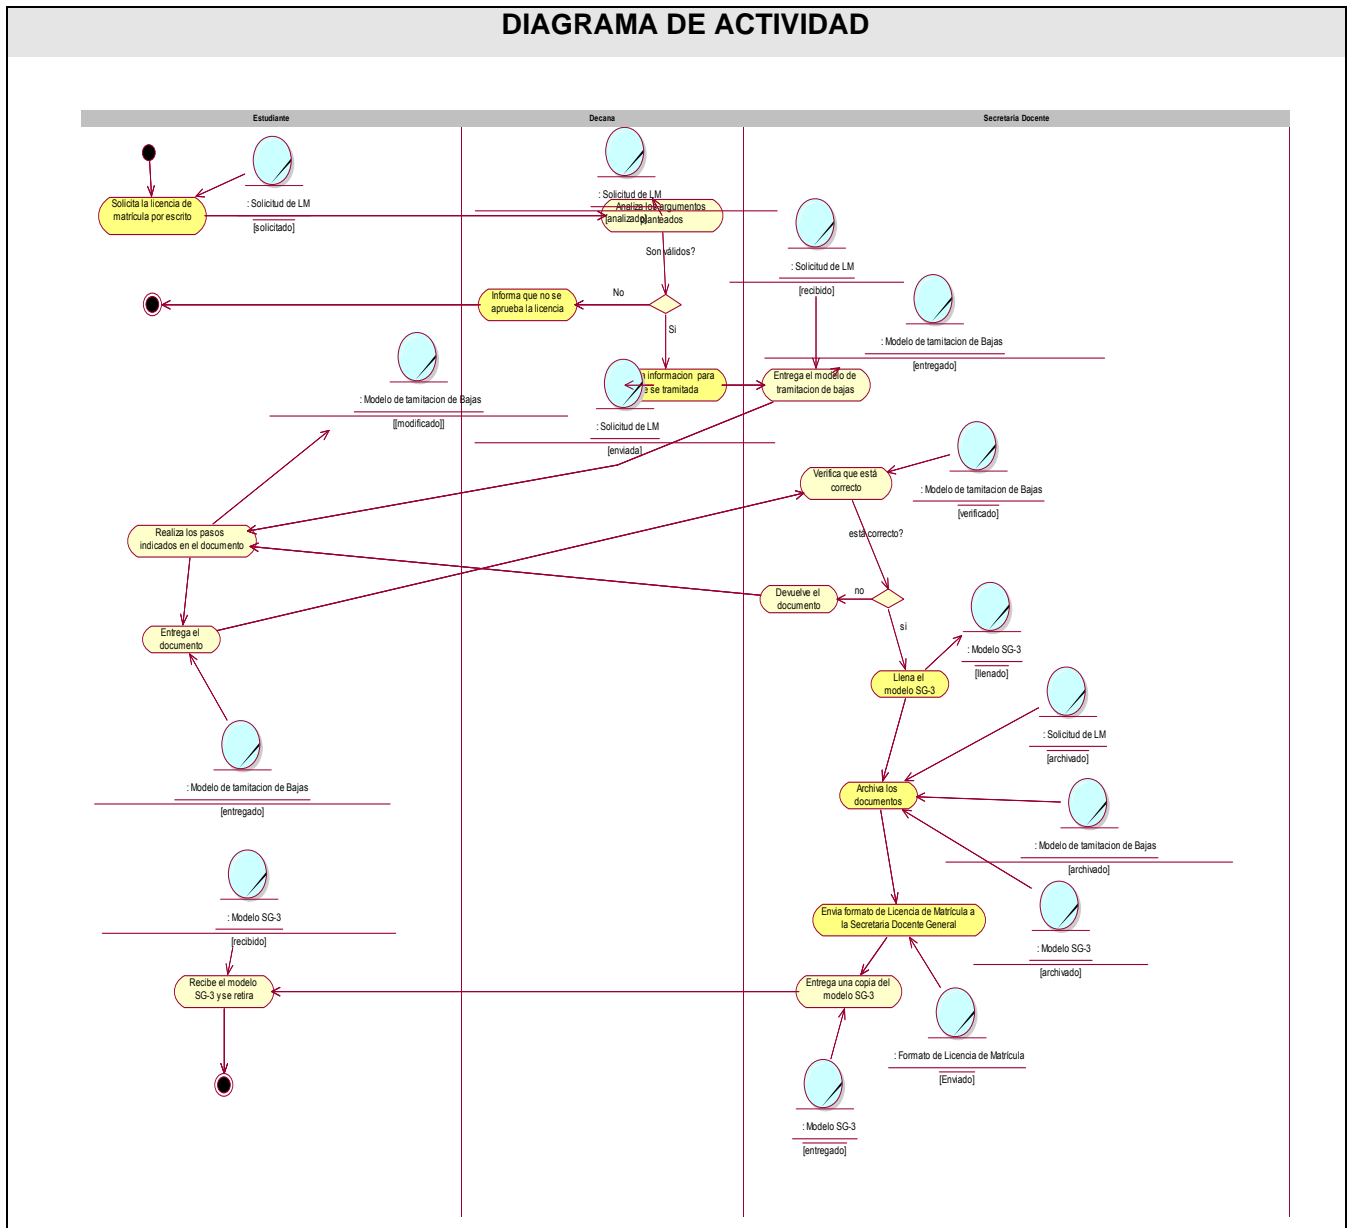 DIAGRAMA DE ACTIVIDAD
Estudiante
Decana
Secretaria Docente
Solicita la licencia de
matrícula por escrito
: Solicitud de LM
[solicitado]
: Solicitud de LM
[analizado]
Analiza los argumentos
planteados
Son válidos?
No
Si
Informa que no se
aprueba la licencia
informacion para
se tramitada
: Solicitud de LM
[enviada]
: Solicitud de LM
[recibido]
: Modelo de tamitacion de Bajas
[entregado]
Entrega el modelo de
tramitacion de bajas
: Modelo de tamitacion de Bajas
[[modificado]]
Verifica que está
correcto
: Modelo de tamitacion de Bajas
[verificado]
está correcto?
Realiza los pasos
indicados en el documento
Devuelve el
documento
no
si
Entrega el
documento
: Modelo SG-3
[llenado]
Llena el
modelo SG-3
: Solicitud de LM
[archivado]
: Modelo de tamitacion de Bajas
[entregado]
Archiva los
documentos
: Modelo de tamitacion de Bajas
[archivado]
: Modelo SG-3
[recibido]
Envia formato de Licencia de Matrícula a
la Secretaria Docente General
: Modelo SG-3
[archivado]
Recibe el modelo
SG-3 y se retira
Entrega una copia del
modelo SG-3
: Formato de Licencia de Matrícula
[Enviado]
: Modelo SG-3
[entregado]